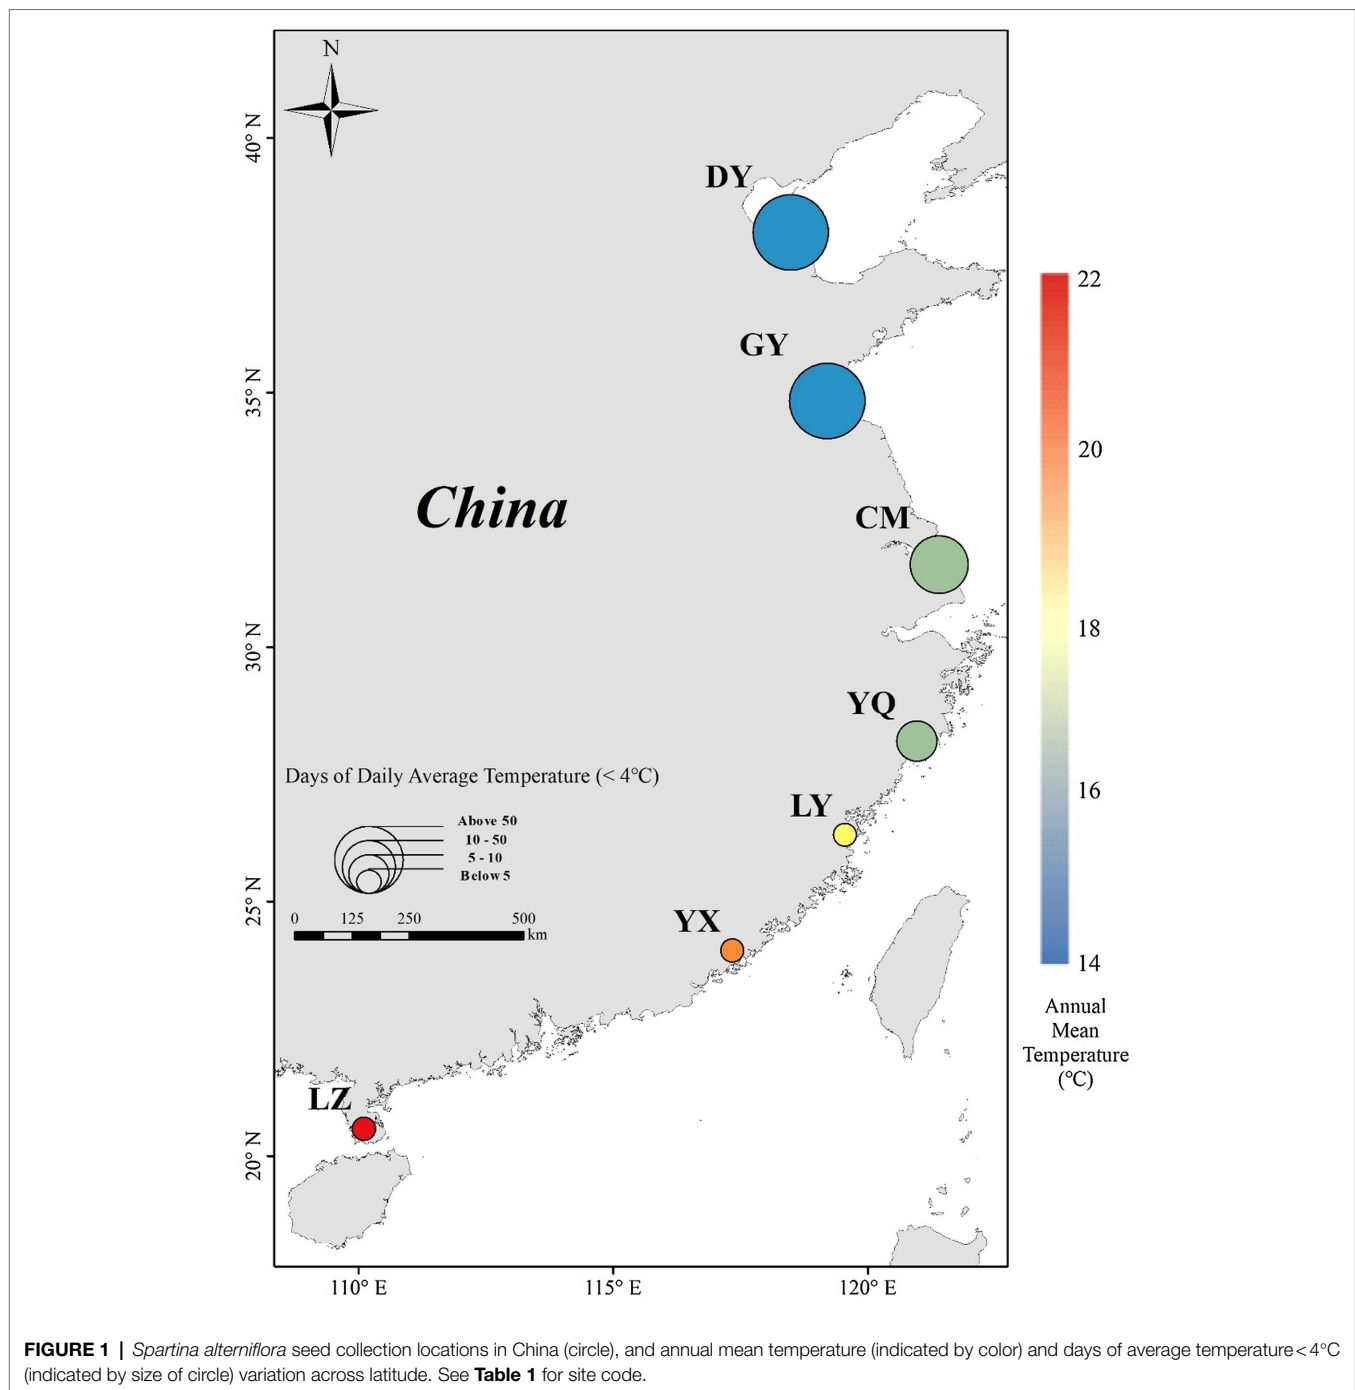 N
40° N
DY
GY
35° N
China
CM
30° N
YQ
Days of Daily Average Temperature (< 4°C)
Above 50
10 - 50
5 - 10
Below 5
LY
25° N
0 125 250 500
km
YX
LZ
20° N
110° E 115° E 120° E
22
20
18
16
14
Annual
Mean
Temperature
(°C)
FIGURE 1 | Spartina alterniflora seed collection locations in China (circle), and annual mean temperature (indicated by color) and days of average temperature<4°C
(indicated by size of circle) variation across latitude. See Table 1 for site code.